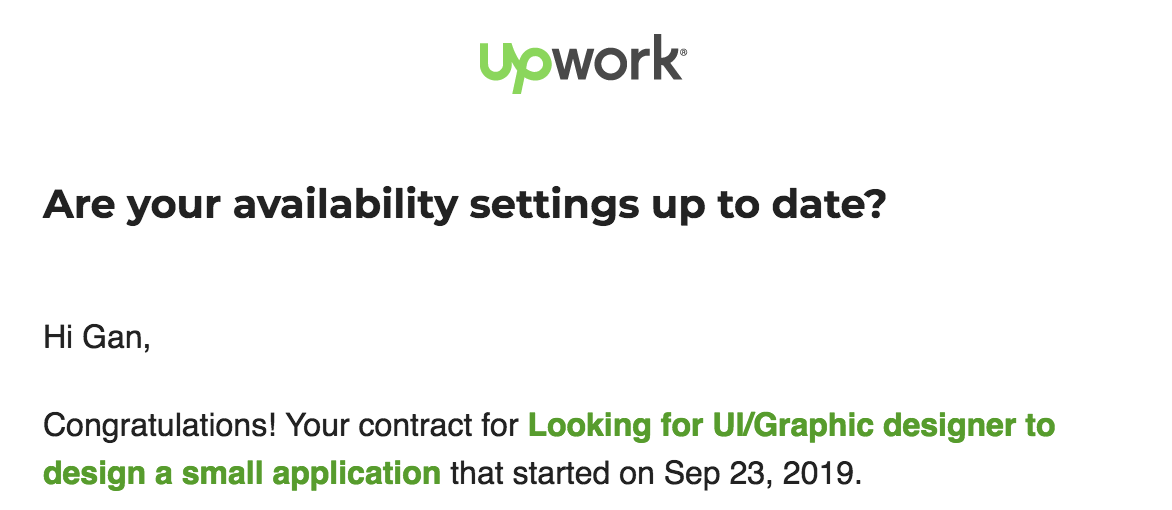 upwork®
Are your availability settings up to date?
Hi Gan,
Congratulations! Your contract for Looking for UI/Graphic designer to
design a small application that started on Sep 23, 2019.